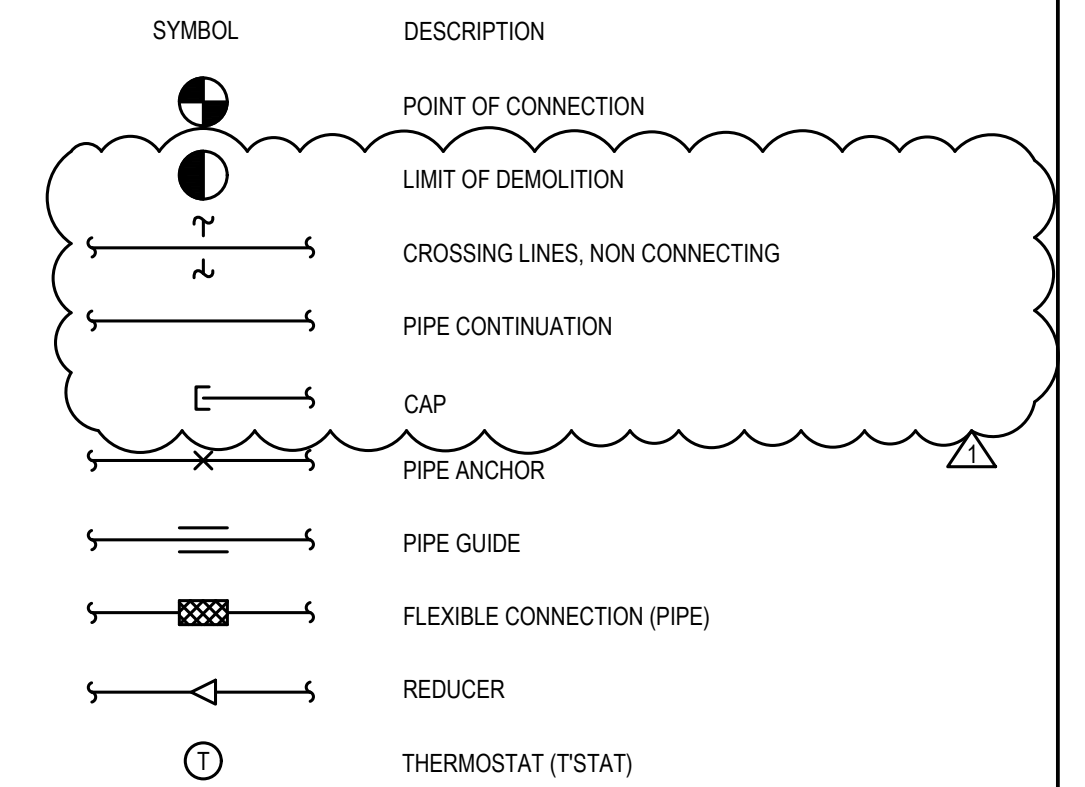 SYMBOL DESCRIPTION
POINT OF CONNECTION
LIMIT OF DEMOLITION
CROSSING LINES, NON CONNECTING
PIPE CONTINUATION
CAP
1
PIPE ANCHOR
PIPE GUIDE
FLEXIBLE CONNECTION (PIPE)
REDUCER
T THERMOSTAT (T'STAT)